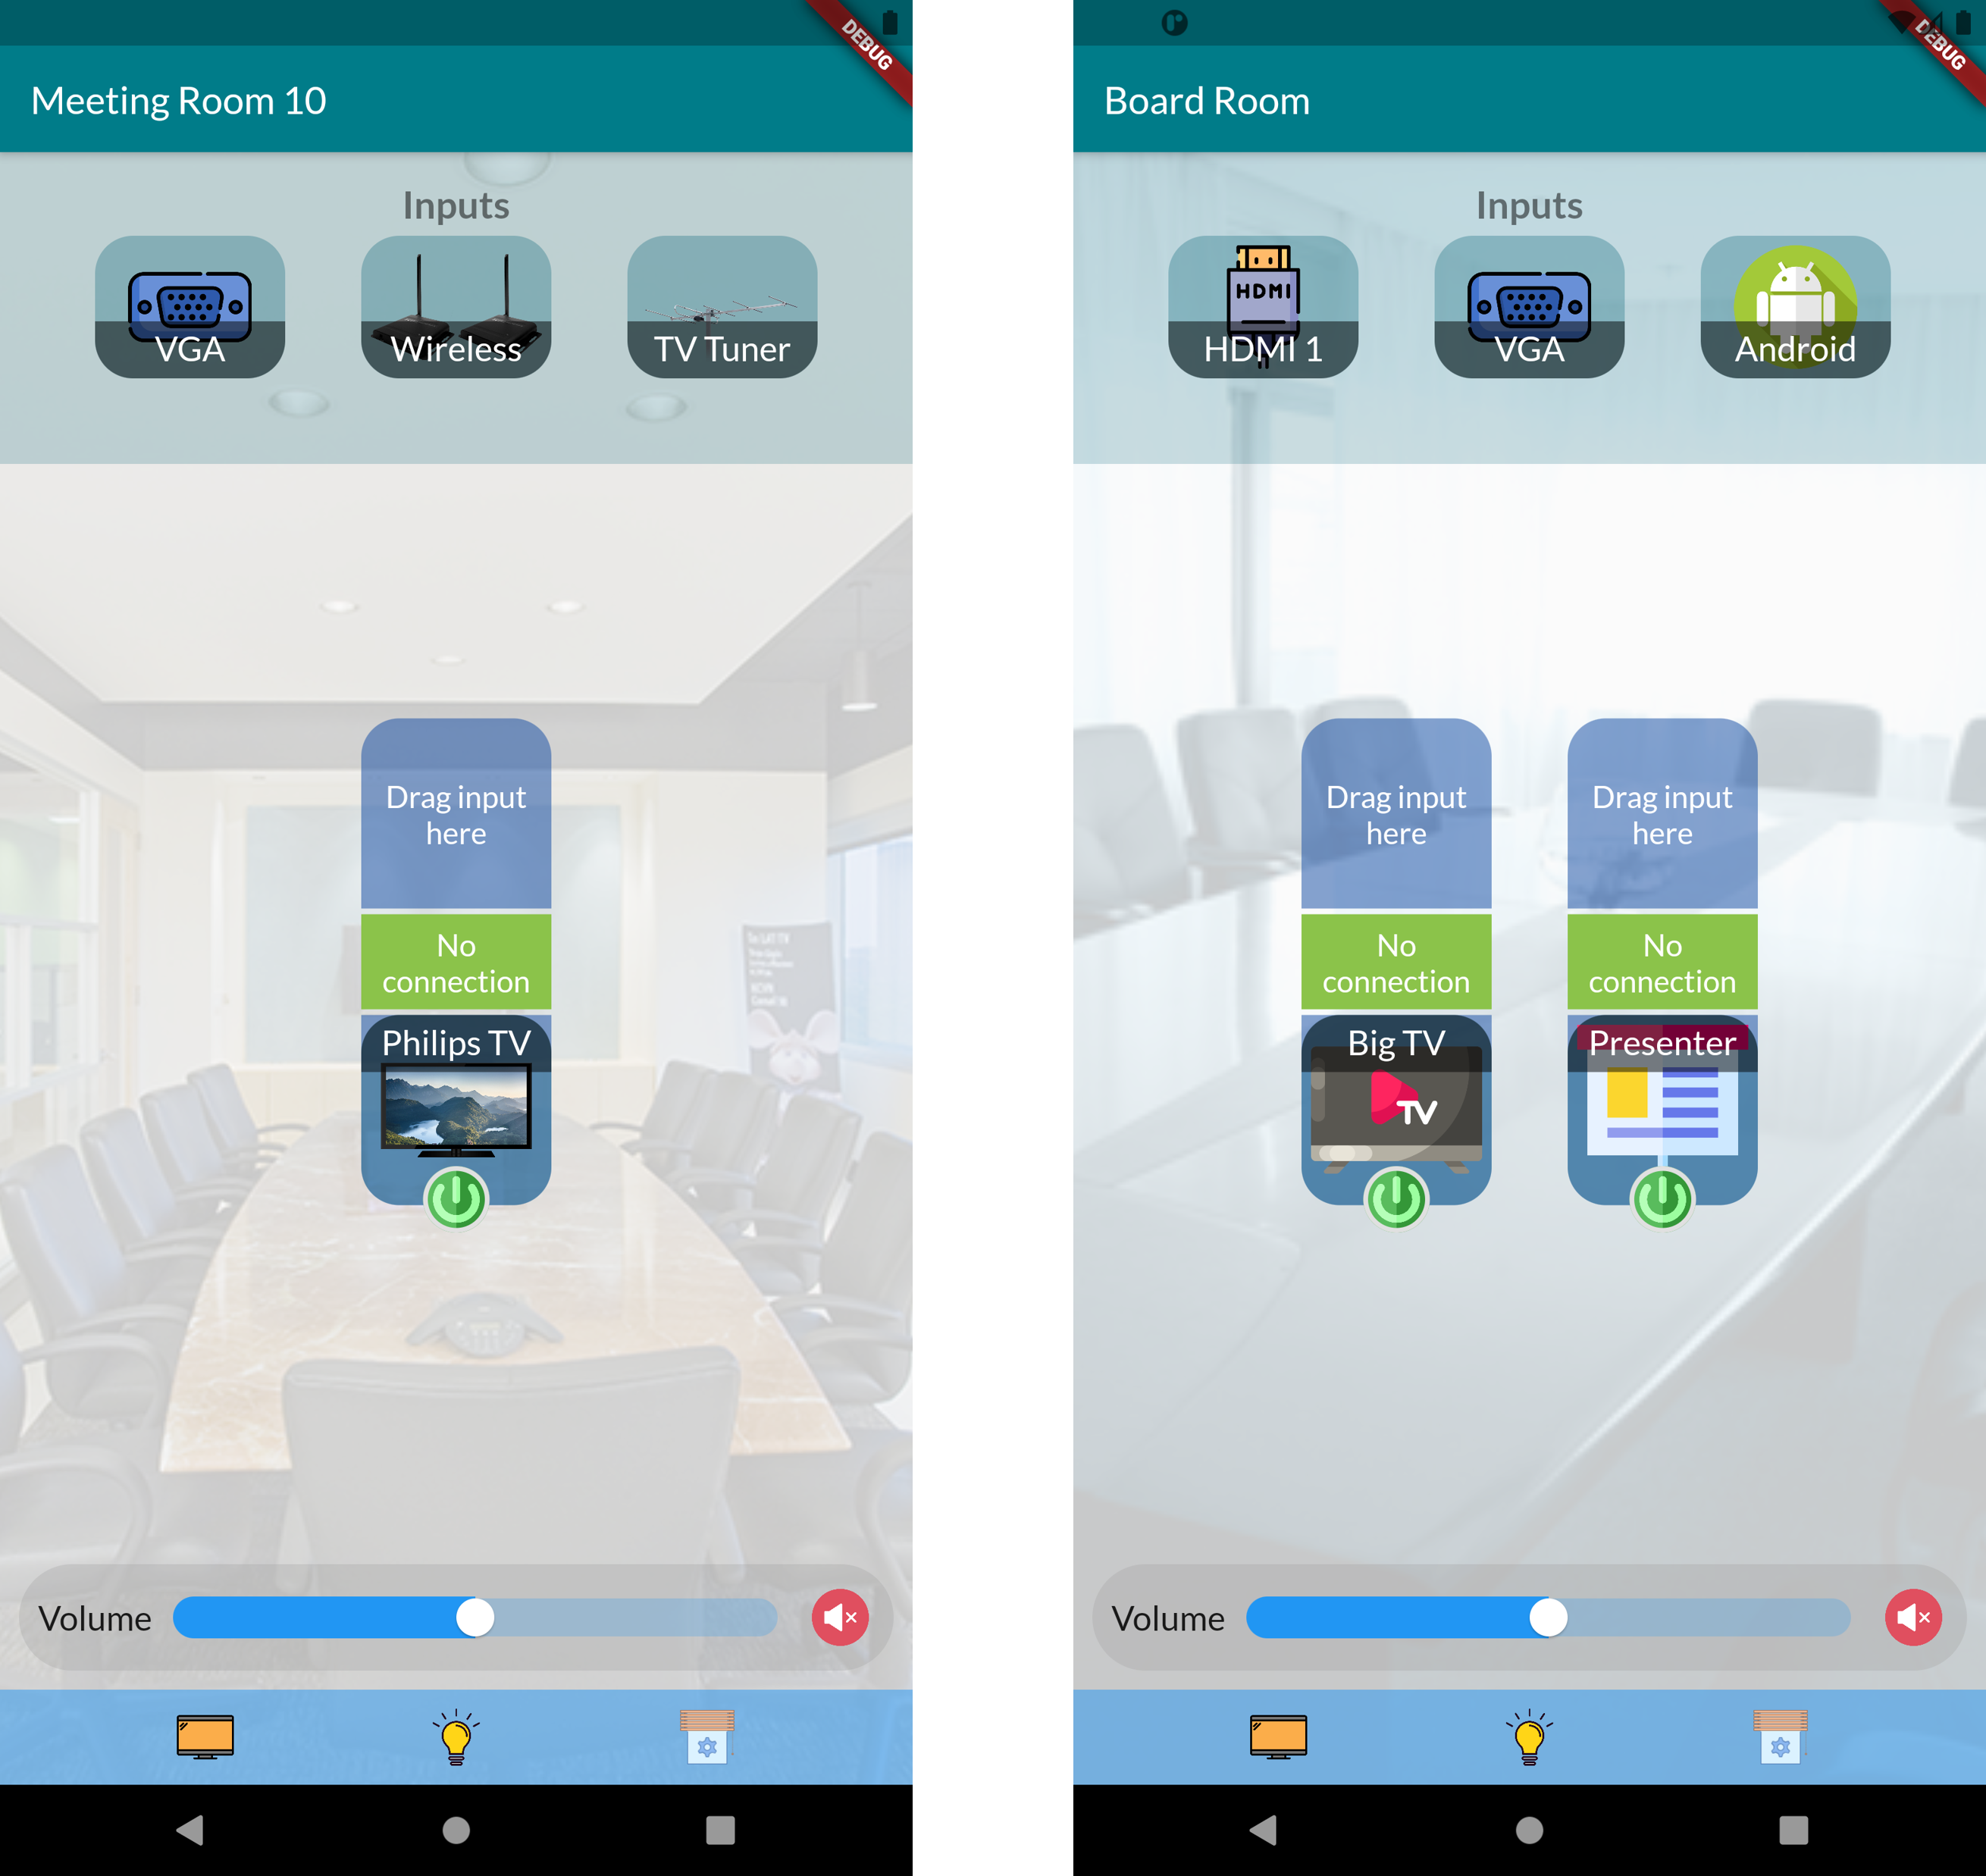 DEBUG
Meeting Room 10
Inputs
VGA
Wireless
TV Tuner
Drag input
here
No
connection
Philips TV
Volume
DEBUG
Board Room
Inputs
HDMI
HDMI 1
VGA
Android
Drag input
here
Drag input
here
No
connection
No
connection
Big TV
TV
Presenter
Volume